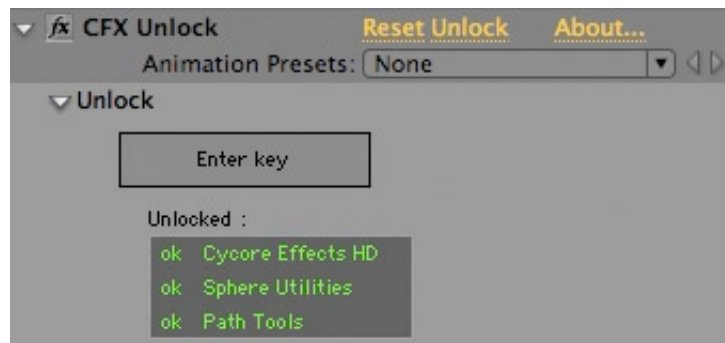 fx CFX Unlock Reset Unlock About...
Animation Presets: None
Unlock
Enter key
Unlocked :
ok Cycore Effects HD
ok Sphere Utilities
ok Path Tools